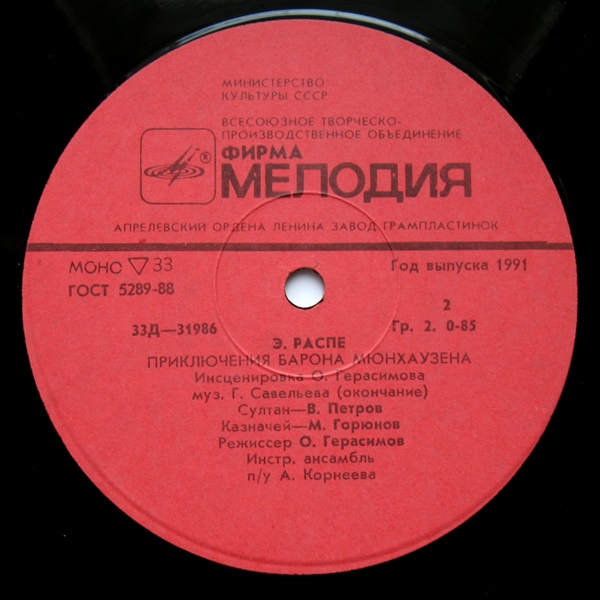 МИНИСТЕРСТВО
КУЛЬТУРЫ СССР
ВСЕСОЮЗНОЕ ТВОРЧЕСКО-
ПРОИЗВОДСТВЕННОЕ ОБЪЕДИНЕНИЕ
®
ФИРМА
МЕЛОДИЯ
АПРЕЛЕВСКИЙ ОРДЕНА ЛЕНИНА ЗАВОД ГРАМПЛАСТИНОК
МОНО ▽ 33
Год выпуска 1991
ГОСТ 5289-88
2
33Д—31986
Гр. 2. 0-85
Э. РАСПЕ
ПРИКЛЮЧЕНИЯ БАРОНА МЮНХАУЗЕНА
Инсценировка О. Герасимова
муз. Г. Савельева (окончание)
Султан—В. Петров
Казначей—М. Горюнов
Режиссер О. Герасимов
Инстр. ансамбль
п/у А. Корнеева